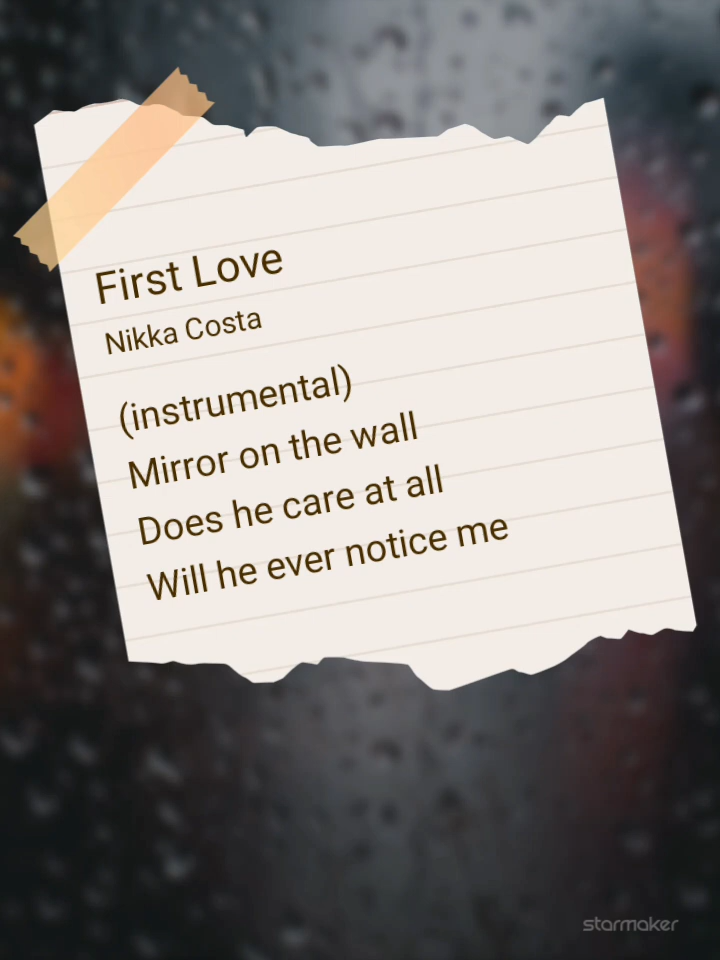 First Love
Nikka Costa
(instrumental)
Mirror on the wall
Does he care at all
Will he ever notice me
starmaker